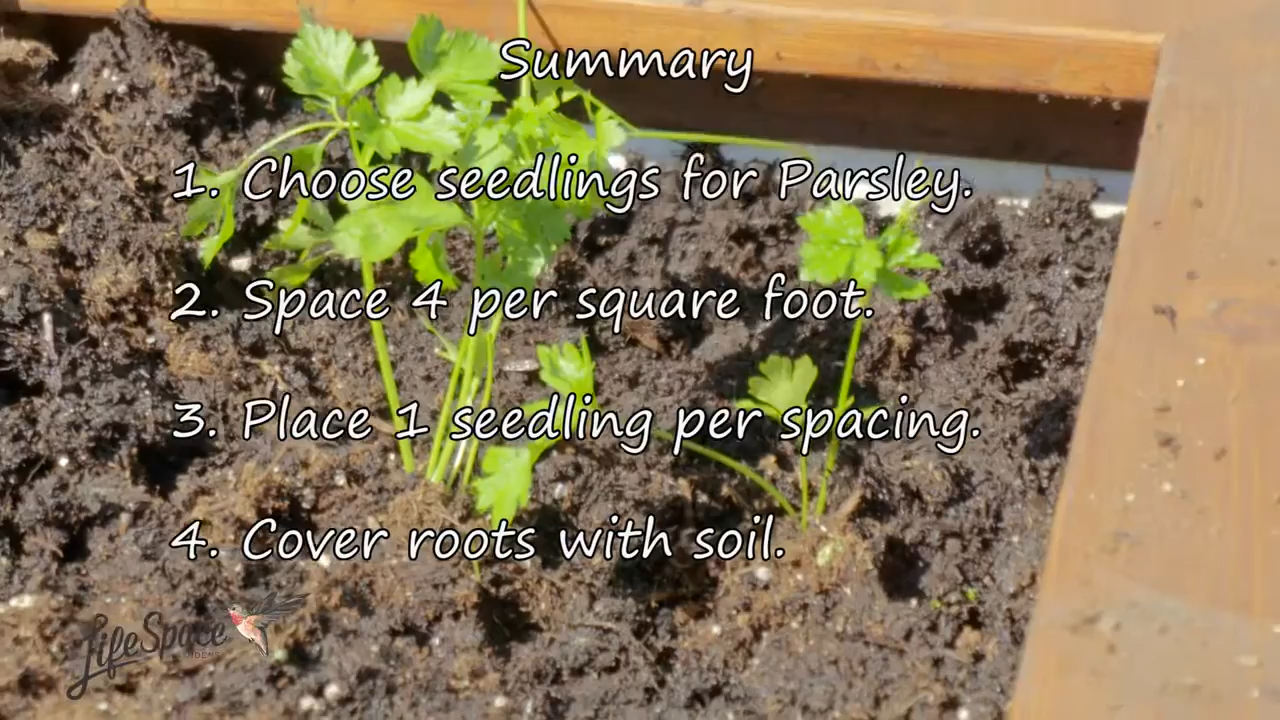 Summary
1. Choose seedlings for Parsley.
2. Space 4 per square foot.
3. Place 1 seedling per spacing.
4. Cover roots with soil.
LifeSpace